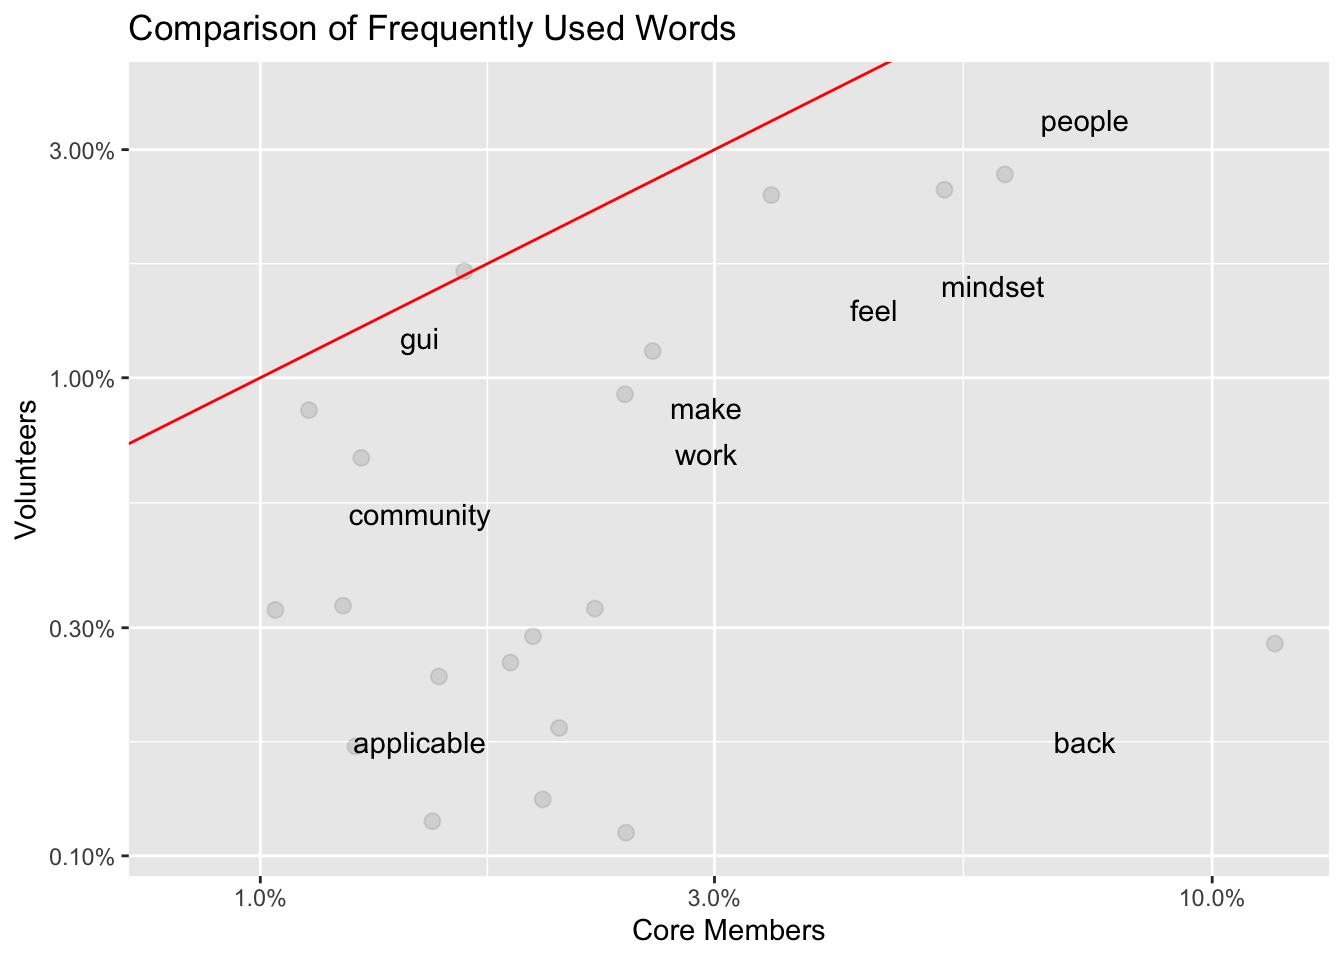 Comparison of Frequently Used Words
people
3.00%
mindset
feel
gui
1.00%
make
work
community
0.30%
applicable
back
0.10%
1.0%
3.0%
10.0%
Core Members
Volunteers